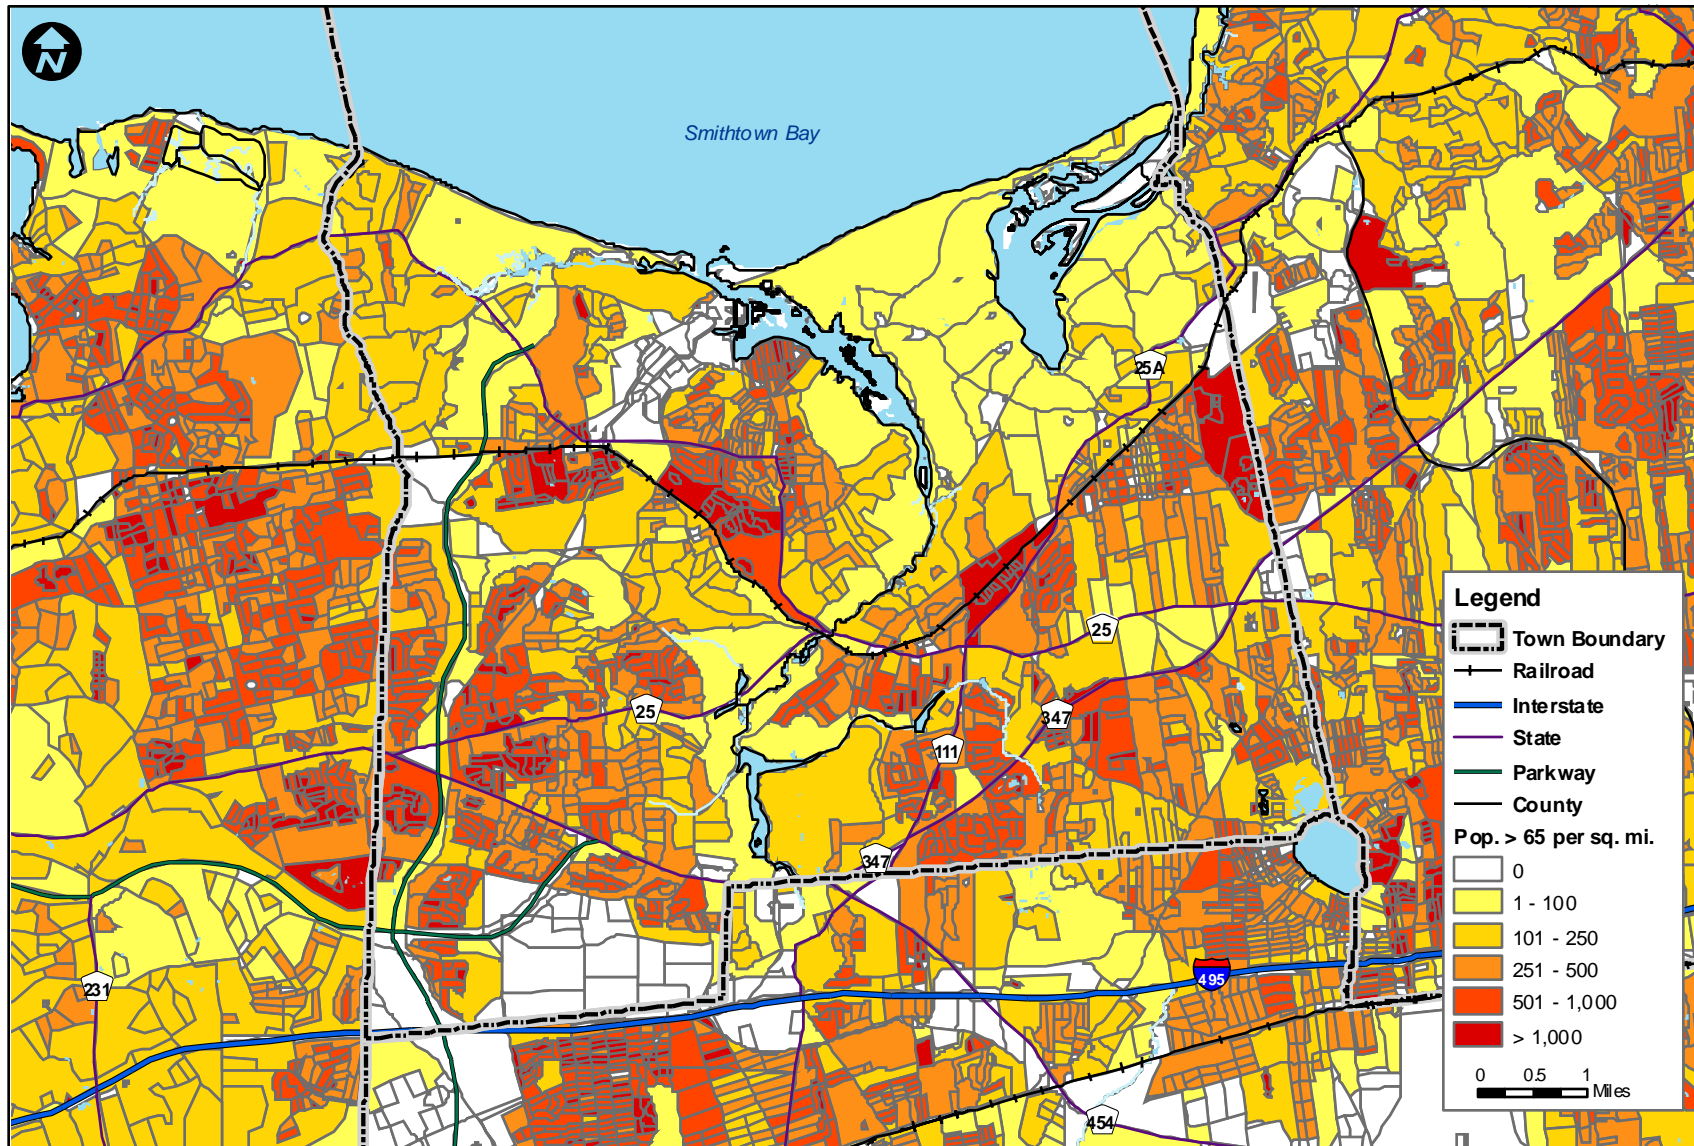 N
Smithtown Bay
25A
25
25
347
111
347
231
495
454
Legend
Town Boundary
Railroad
Interstate
State
Parkway
County
Pop. > 65 per sq. mi.
0
1 - 100
101 - 250
251 - 500
501 - 1,000
> 1,000
0 0.5 1
Miles